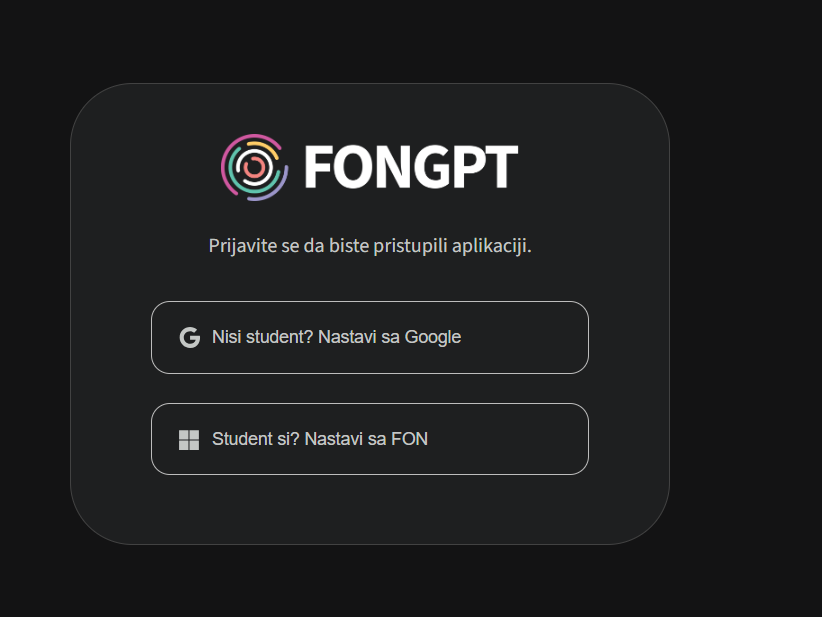 FONGPT
Prijavite se da biste pristupili aplikaciji.
Nisi student? Nastavi sa Google
Student si? Nastavi sa FON